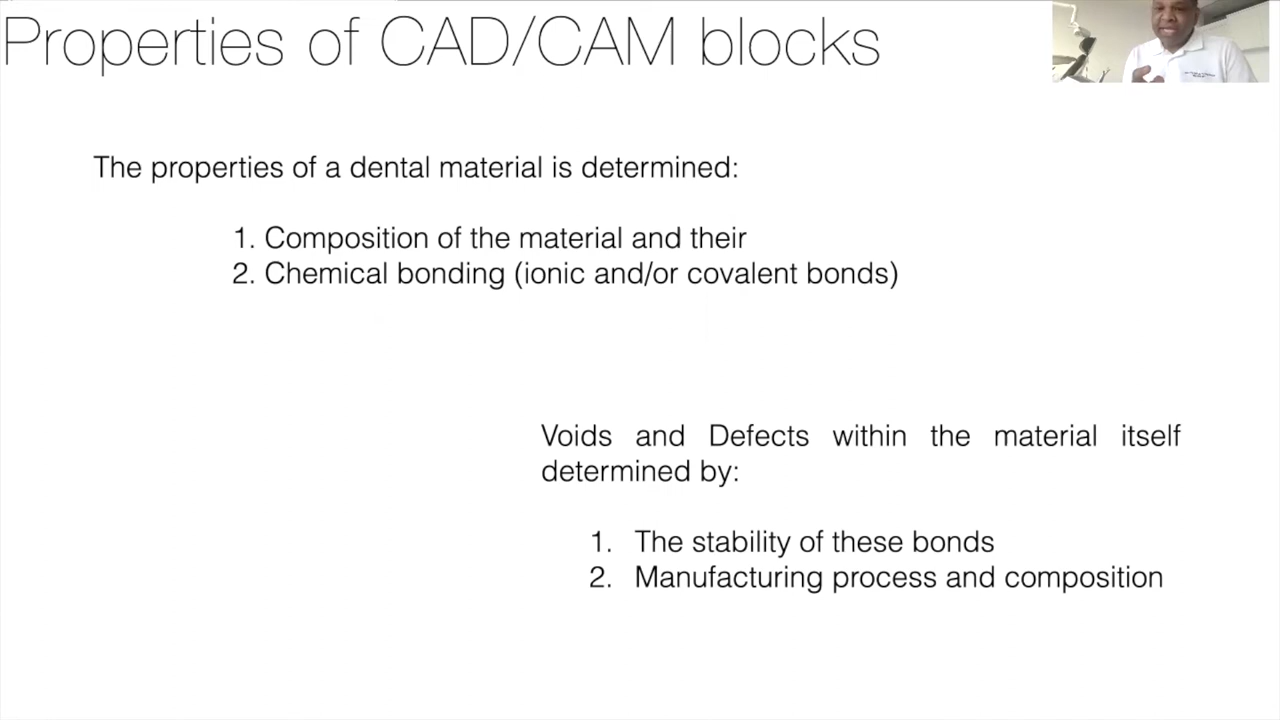 Properties of CAD/CAM blocks
The properties of a dental material is determined:
1. Composition of the material and their
2. Chemical bonding (ionic and/or covalent bonds)
Voids and Defects within the material itself
determined by:
1. The stability of these bonds
2. Manufacturing process and composition